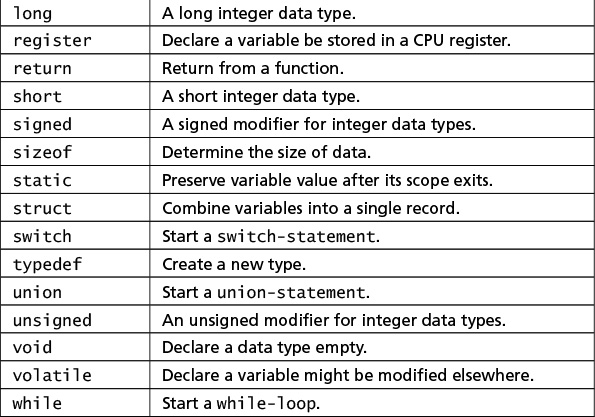 long A long integer data type.
register Declare a variable be stored in a CPU register.
return Return from a function.
short A short integer data type.
signed A signed modifier for integer data types.
sizeof Determine the size of data.
static Preserve variable value after its scope exits.
struct Combine variables into a single record.
switch Start a switch-statement.
typedef Create a new type.
union Start a union-statement.
unsigned An unsigned modifier for integer data types.
void Declare a data type empty.
volatile Declare a variable might be modified elsewhere.
while Start a while-loop.